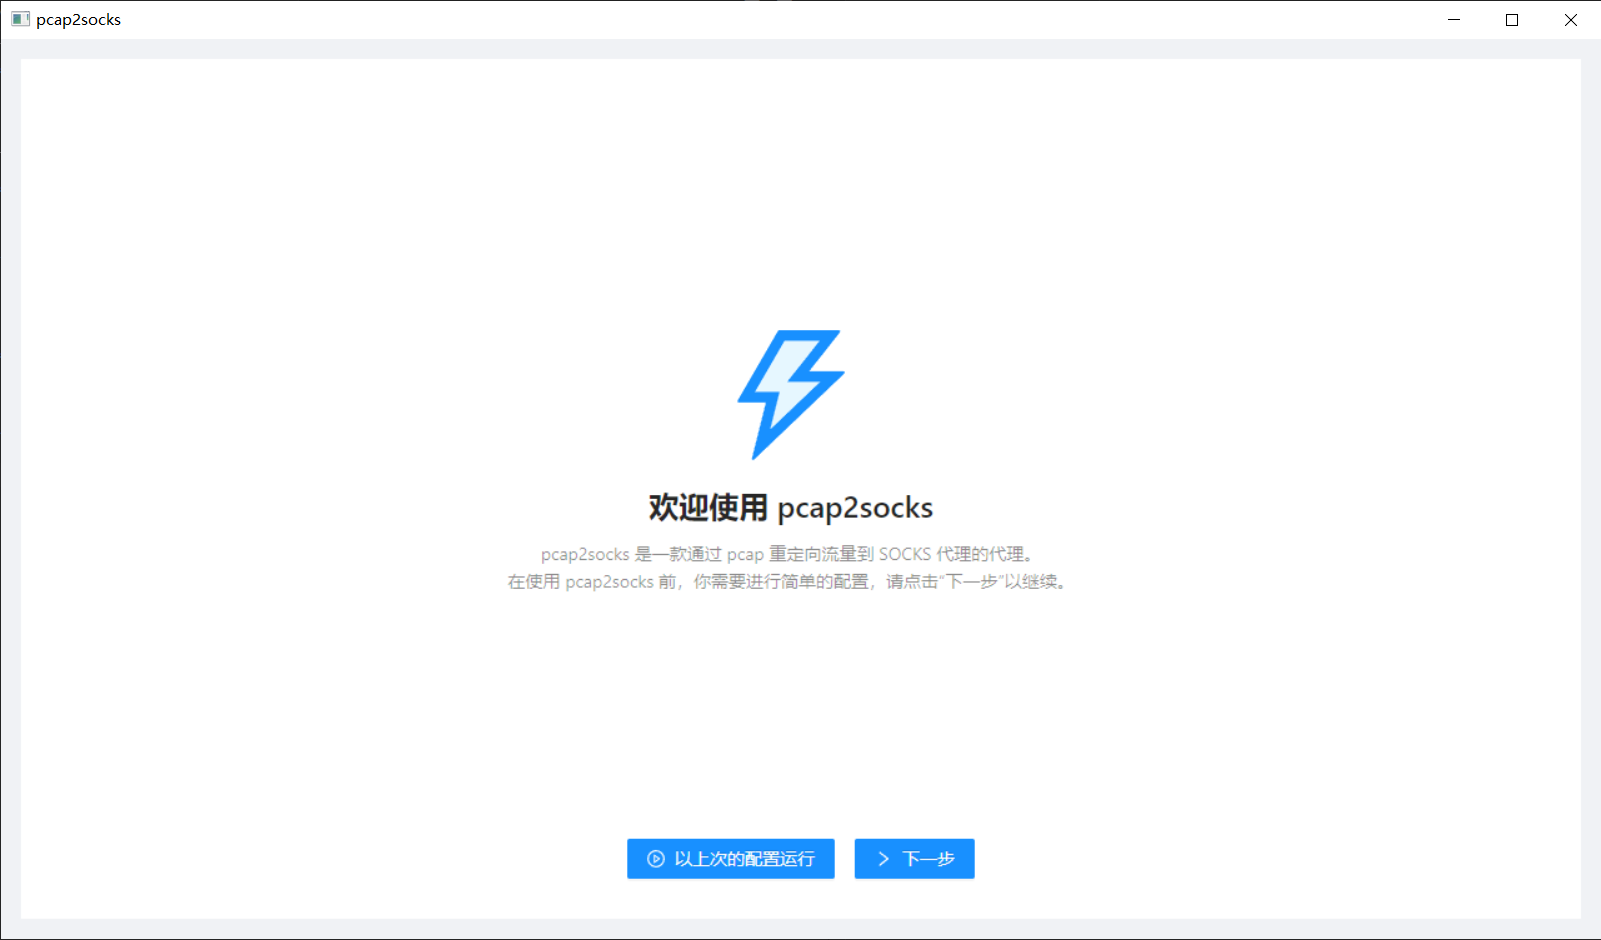 pcap2socks
欢迎使用 pcap2socks
pcap2socks 是一款通过 pcap 重定向流量到 SOCKS 代理的代理。
在使用 pcap2socks 前，你需要进行简单的配置，请点击“下一步”以继续。
以上次的配置运行
下一步